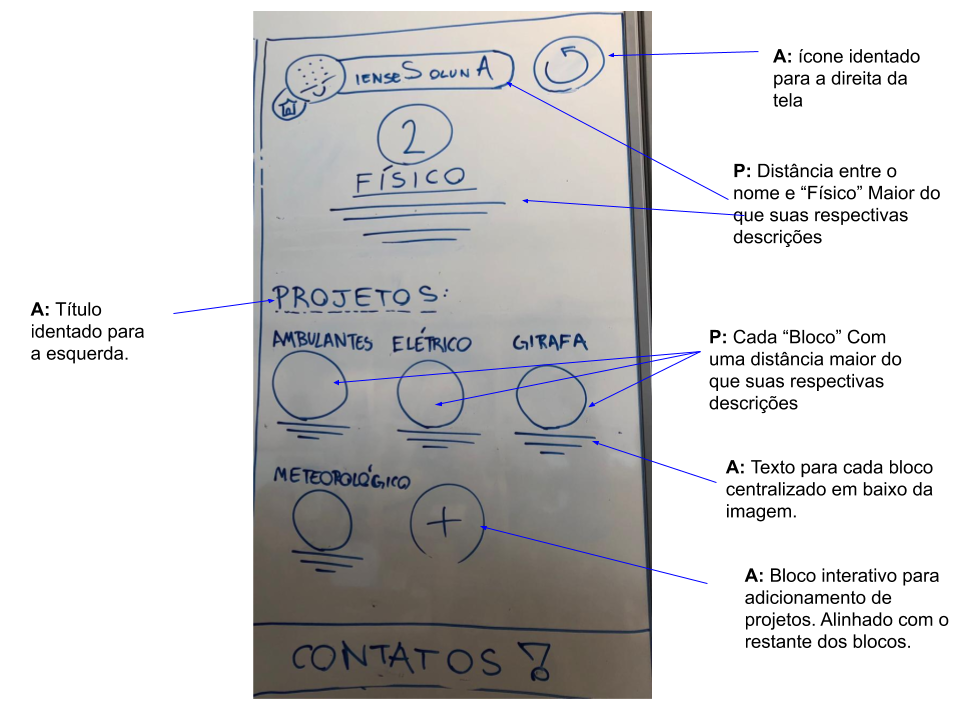 IENSE SOLUN A
2
FÍSICO
PROJETOS:
AMBULANTES ELÉTRICO GIRAFA
METEOROLÓGICO
+
CONTATOS
A: ícone identado
para a direita da
tela
P: Distância entre o
nome e “Físico” Maior do
que suas respectivas
descrições
A: Título
identado para
a esquerda.
P: Cada “Bloco” Com
uma distância maior do
que suas respectivas
descrições
A: Texto para cada bloco
centralizado em baixo da
imagem.
A: Bloco interativo para
adicionamento de
projetos. Alinhado com o
restante dos blocos.